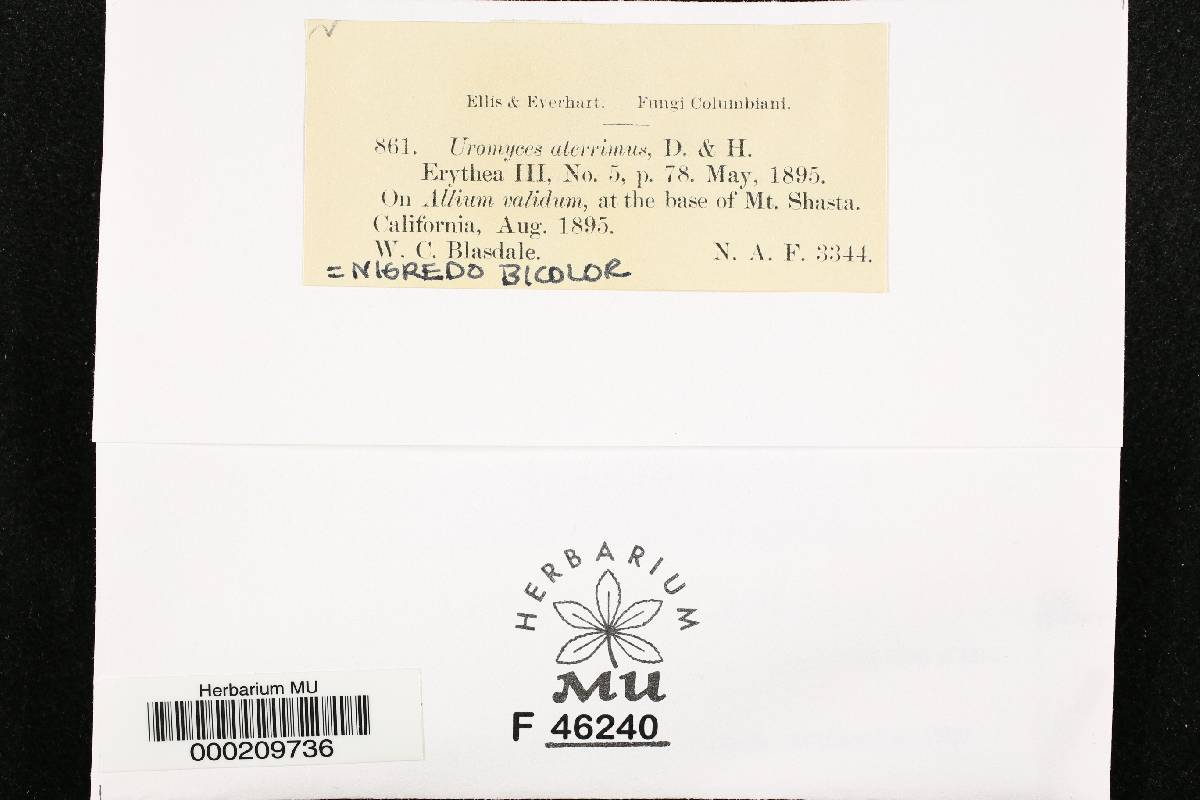 Ellis & Everhart. Fungi Columbiani.
861. Uromyces aterrimus, D. & H.
Erythea III, No. 5, p. 78. May, 1895.
On Allium validum, at the base of Mt. Shasta.
California, Aug. 1895.
W. C. Blasdale. N. A. F. 3344.
= NIGREDO BICOLOR
HERBARIUM
MU
F 46240
Herbarium MU
000209736